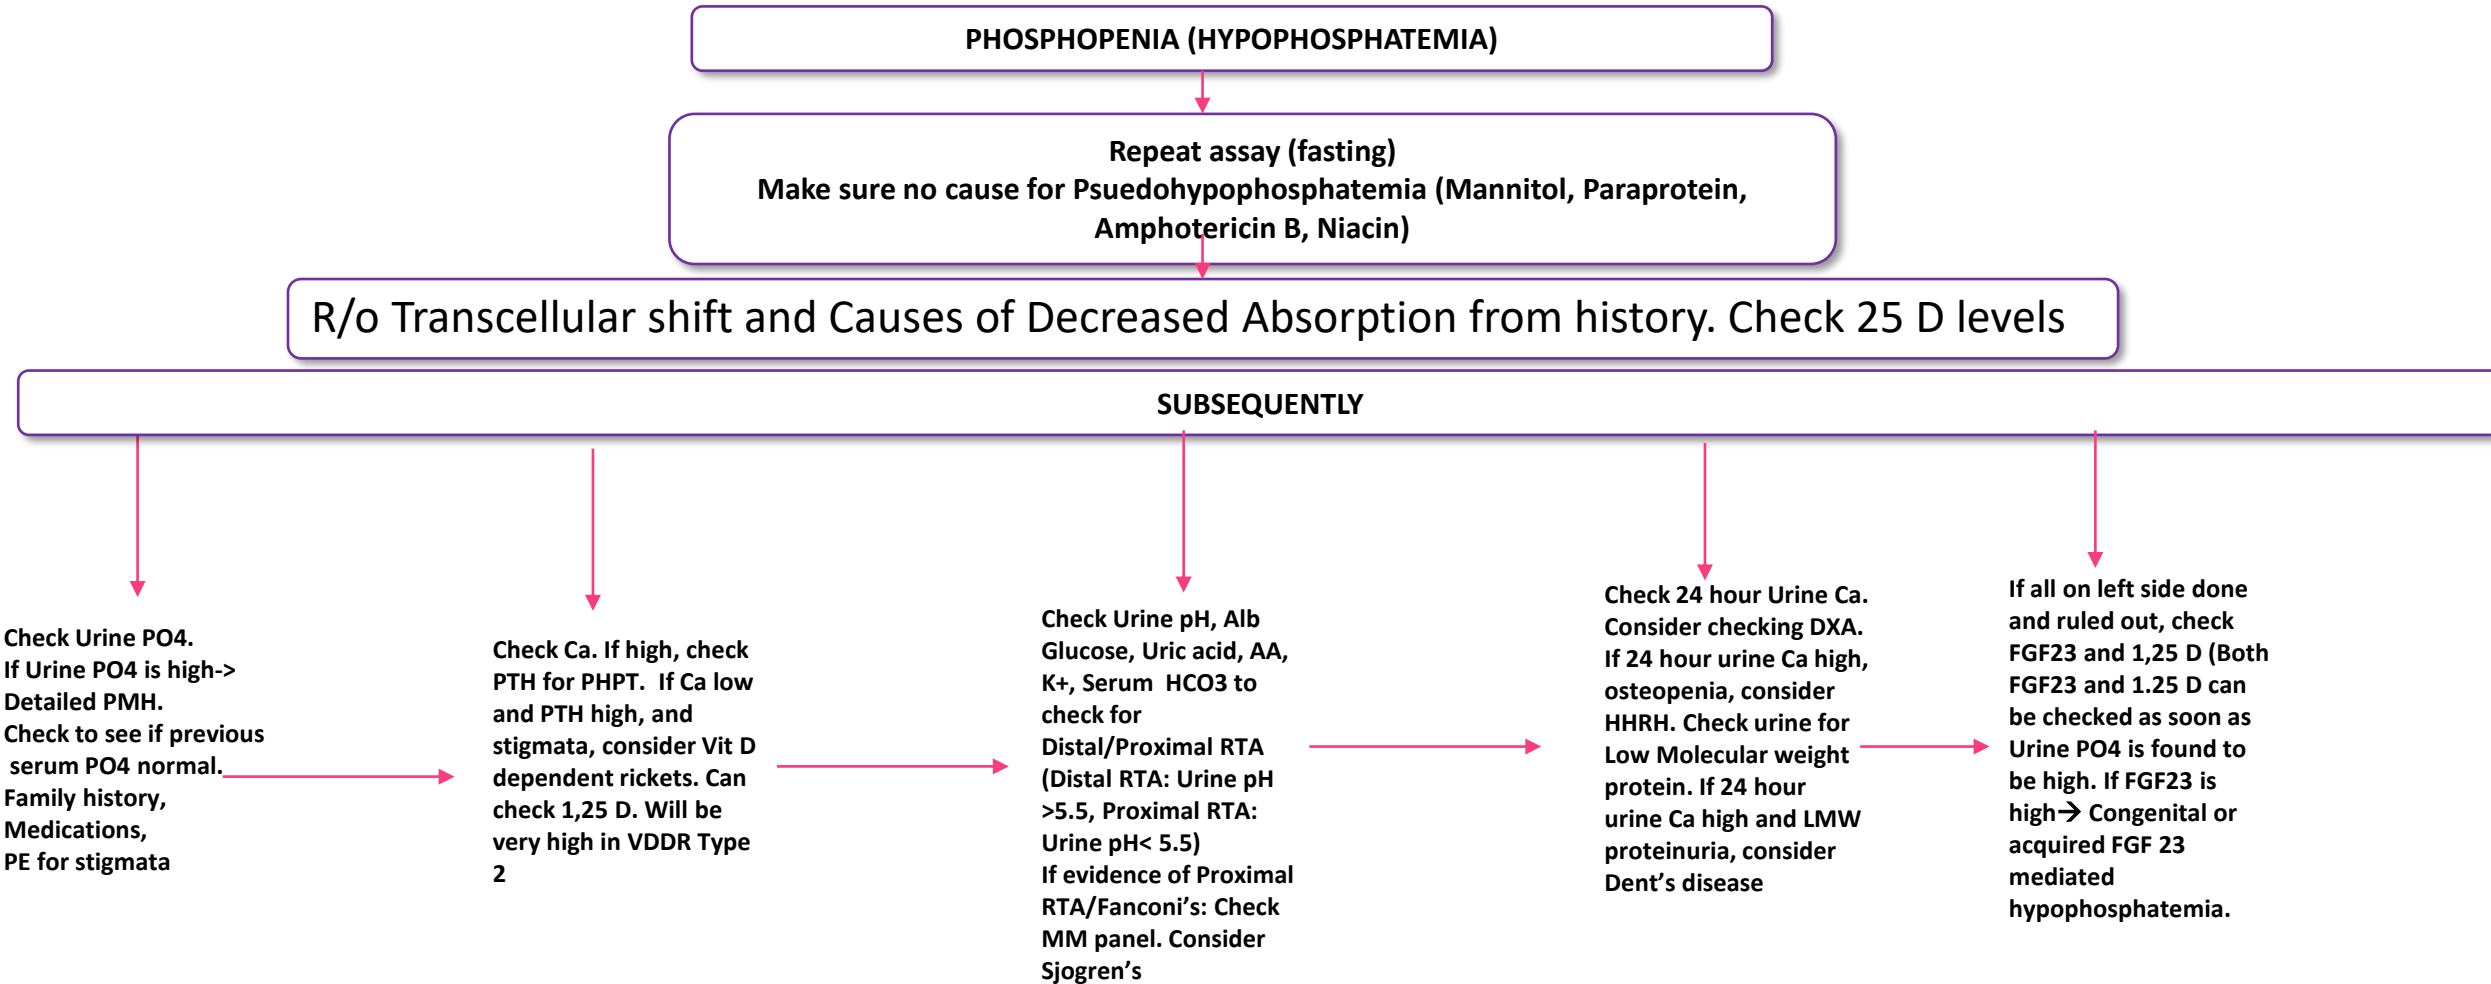 PHOSPHOPENIA (HYPOPHOSPHATEMIA)
Repeat assay (fasting)
Make sure no cause for Psuedohypophosphatemia (Mannitol, Paraprotein,
Amphotericin B, Niacin)
R/o Transcellular shift and Causes of Decreased Absorption from history. Check 25 D levels
SUBSEQUENTLY
Check Urine PO4.
If Urine PO4 is high->
Detailed PMH.
Check to see if previous
serum PO4 normal.
Family history,
Medications,
PE for stigmata
Check Ca. If high, check
PTH for PHPT. If Ca low
and PTH high, and
stigmata, consider Vit D
dependent rickets. Can
check 1,25 D. Will be
very high in VDDR Type
2
Check Urine pH, Alb
Glucose, Uric acid, AA,
K+, Serum HCO3 to
check for
Distal/Proximal RTA
(Distal RTA: Urine pH
>5.5, Proximal RTA:
Urine pH< 5.5)
If evidence of Proximal
RTA/Fanconi’s: Check
MM panel. Consider
Sjogren’s
Check 24 hour Urine Ca.
Consider checking DXA.
If 24 hour urine Ca high,
osteopenia, consider
HHRH. Check urine for
Low Molecular weight
protein. If 24 hour
urine Ca high and LMW
proteinuria, consider
Dent’s disease
If all on left side done
and ruled out, check
FGF23 and 1,25 D (Both
FGF23 and 1.25 D can
be checked as soon as
Urine PO4 is found to
be high. If FGF23 is
high→ Congenital or
acquired FGF 23
mediated
hypophosphatemia.